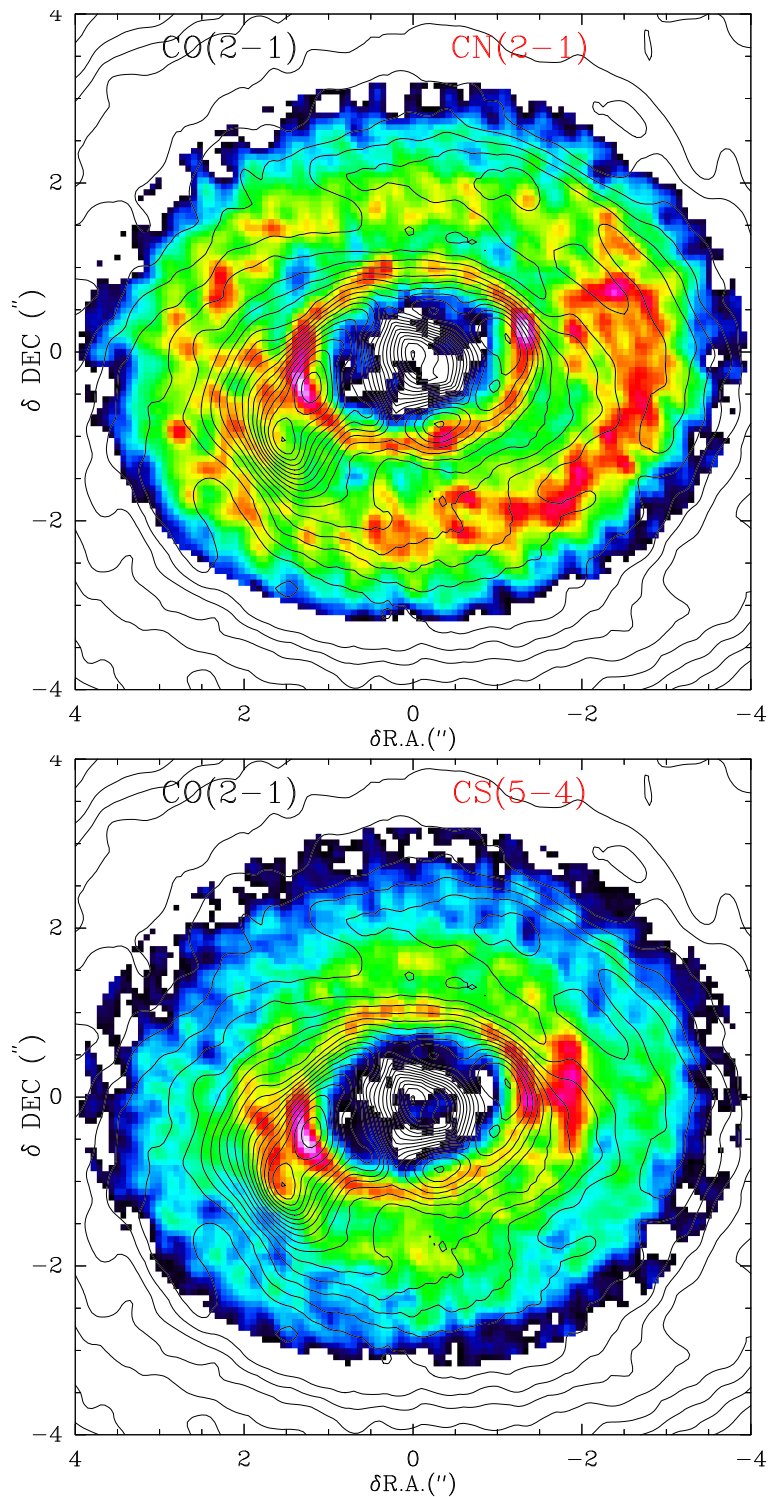 CO(2−1) CN(2−1)
4
2
0
−2
−4
δ DEC (″)
4 2 0 −2 −4
δR.A.(″)
CO(2−1) CS(5−4)
4
2
0
−2
−4
δ DEC (″)
4 2 0 −2 −4
δR.A.(″)